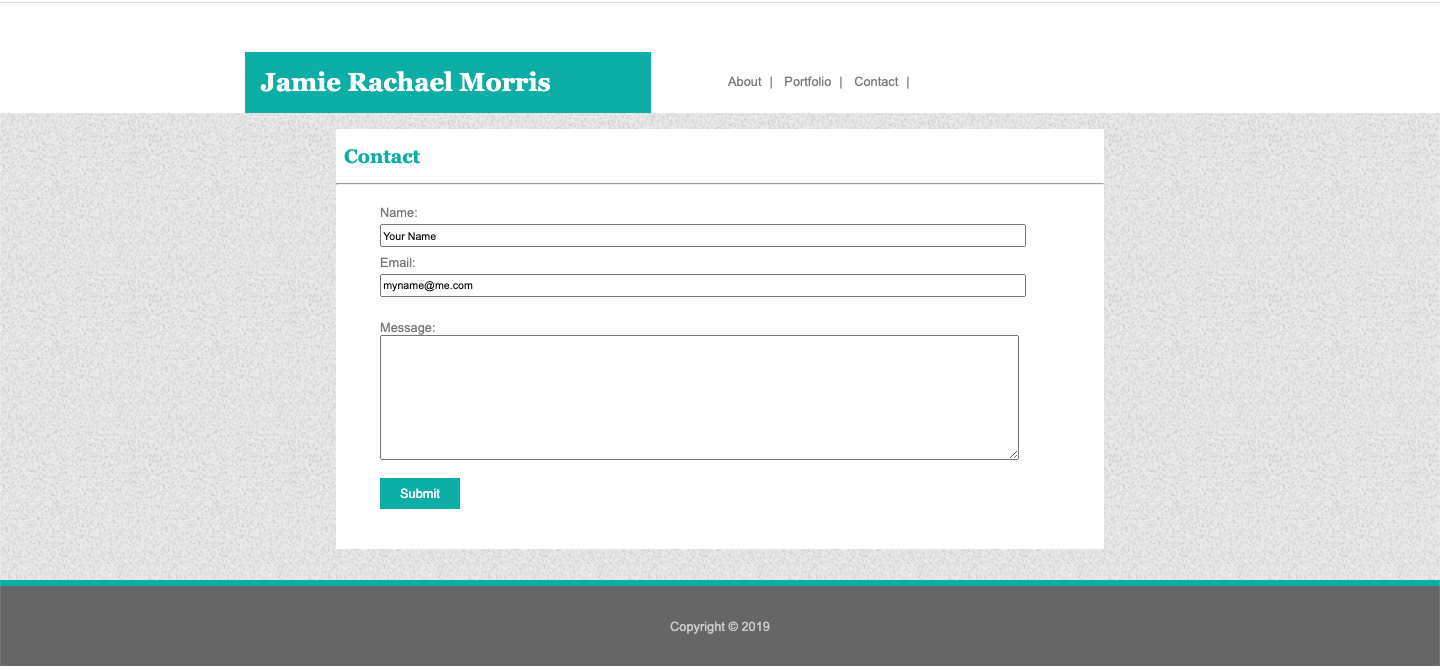 Jamie Rachael Morris
About | Portfolio | Contact |
Contact
Name:
Your Name
Email:
myname@me.com
Message:
Submit
Copyright © 2019